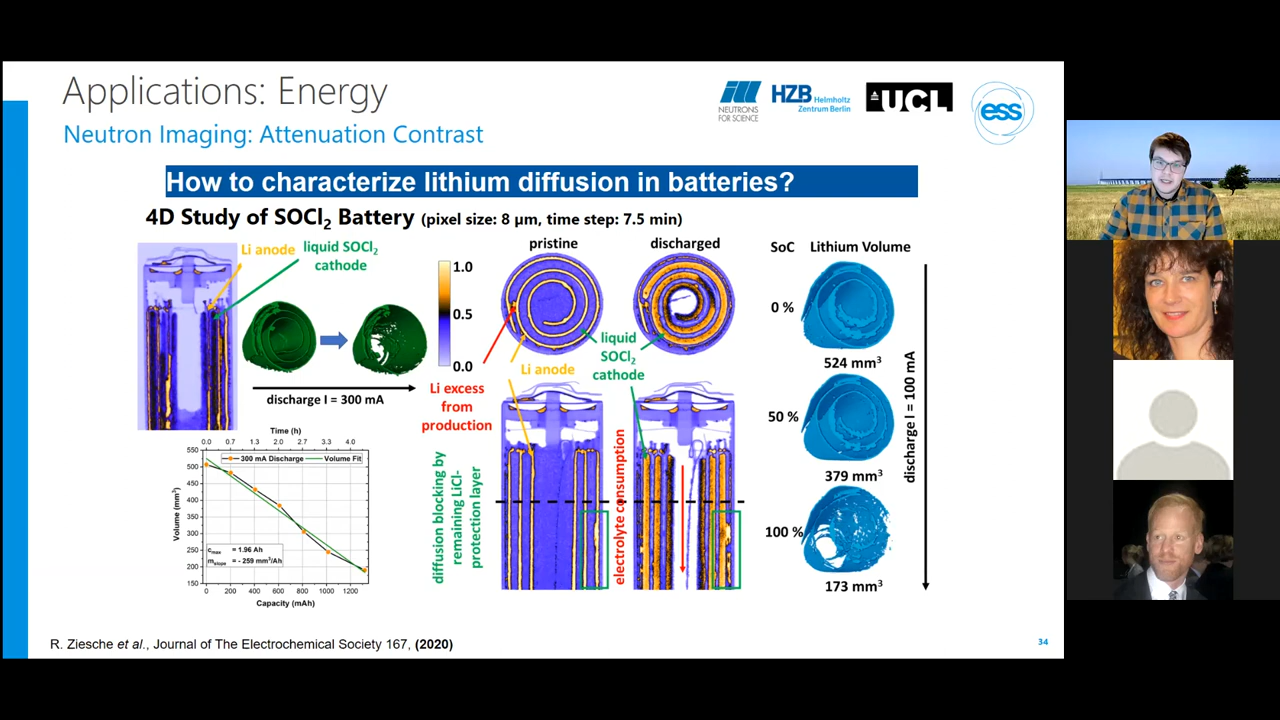 Applications: Energy
Neutron Imaging: Attenuation Contrast
ill
NEUTRONS
FOR SCIENCE
HZB Helmholtz
Zentrum Berlin
UCL
ess
How to characterize lithium diffusion in batteries?
4D Study of SOCl2 Battery (pixel size: 8 µm, time step: 7.5 min)
Li anode
liquid SOCl2
cathode
discharge I = 300 mA
1.0
0.5
0.0
pristine
discharged
Li excess
from
production
Li anode
liquid
SOCl2
cathode
diffusion blocking by
remaining LiCl-
protection layer
electrolyte consumption
SoC Lithium Volume
0 %
524 mm3
50 %
379 mm3
100 %
173 mm3
discharge I = 100 mA
Time (h)
0.0 0.7 1.3 2.0 2.7 3.3 4.0
550
500
450
400
350
300
250
200
150
Volume (mm3)
300 mA Discharge Volume Fit
cmax = 1.96 Ah
mslope = - 259 mm3/Ah
0 200 400 600 800 1000 1200
Capacity (mAh)
R. Ziesche et al., Journal of The Electrochemical Society 167, (2020)
34